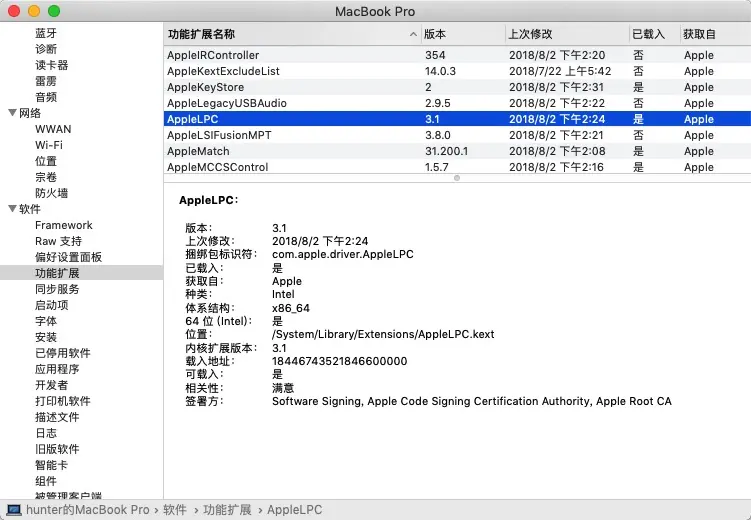 MacBook Pro
蓝牙
诊断
读卡器
雷雳
音频
网络
WWAN
Wi-Fi
位置
宗卷
防火墙
软件
Framework
Raw 支持
偏好设置面板
功能扩展
同步服务
启动项
字体
安装
已停用软件
应用程序
开发者
打印机软件
描述文件
日志
旧版软件
智能卡
组件
被管理客户端
功能扩展名称 版本 上次修改 已载入 获取自
AppleIRController 354 2018/8/2 下午2:20 否 Apple
AppleKextExcludeList 14.0.3 2018/7/22 上午5:42 否 Apple
AppleKeyStore 2 2018/8/2 下午2:31 是 Apple
AppleLegacyUSBAudio 2.9.5 2018/8/2 下午2:22 否 Apple
AppleLPC 3.1 2018/8/2 下午2:24 是 Apple
AppleLSIFusionMPT 3.8.0 2018/8/2 下午2:21 否 Apple
AppleMatch 31.200.1 2018/8/2 下午2:08 是 Apple
AppleMCCSControl 1.5.7 2018/8/2 下午2:16 是 Apple
AppleLPC：
版本： 3.1
上次修改： 2018/8/2 下午2:24
捆绑包标识符： com.apple.driver.AppleLPC
已载入： 是
获取自： Apple
种类： Intel
体系结构： x86_64
64 位 (Intel)： 是
位置： /System/Library/Extensions/AppleLPC.kext
内核扩展版本： 3.1
载入地址： 18446743521846600000
可载入： 是
相关性： 满意
签署方： Software Signing, Apple Code Signing Certification Authority, Apple Root CA
hunter的MacBook Pro › 软件 › 功能扩展 › AppleLPC